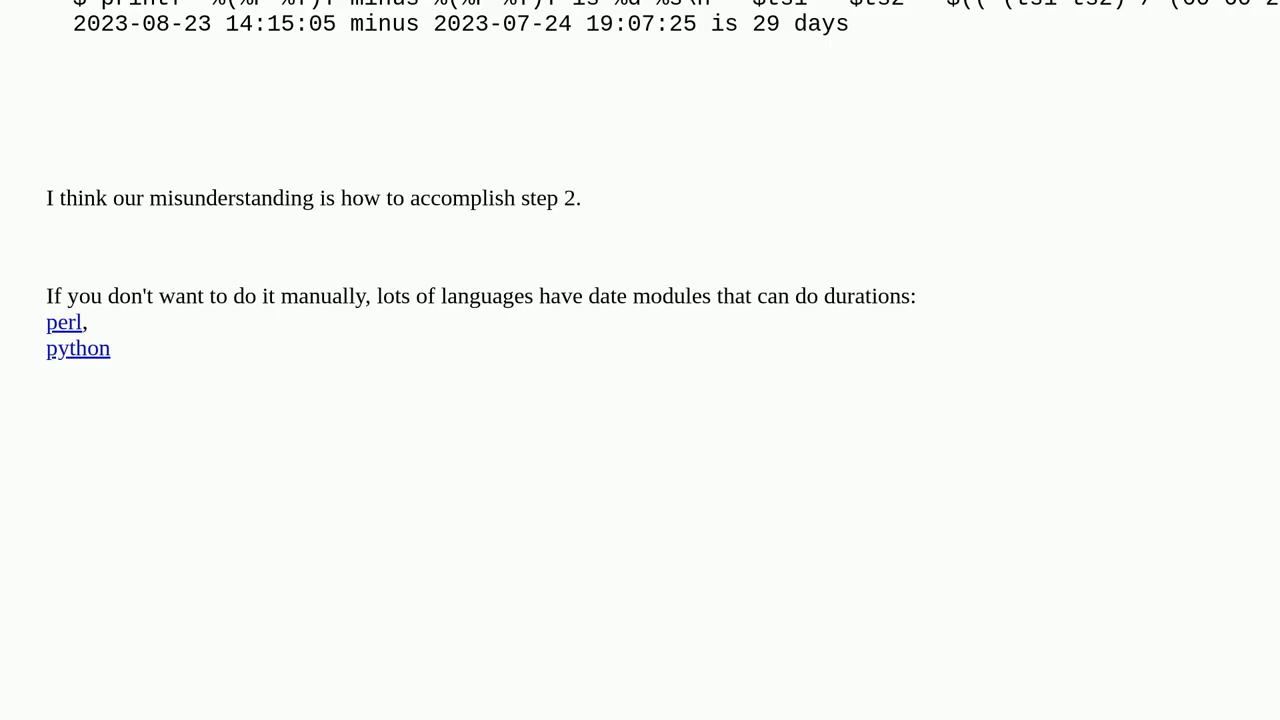 2023-08-23 14:15:05 minus 2023-07-24 19:07:25 is 29 days
I think our misunderstanding is how to accomplish step 2.
If you don't want to do it manually, lots of languages have date modules that can do durations:
perl,
python